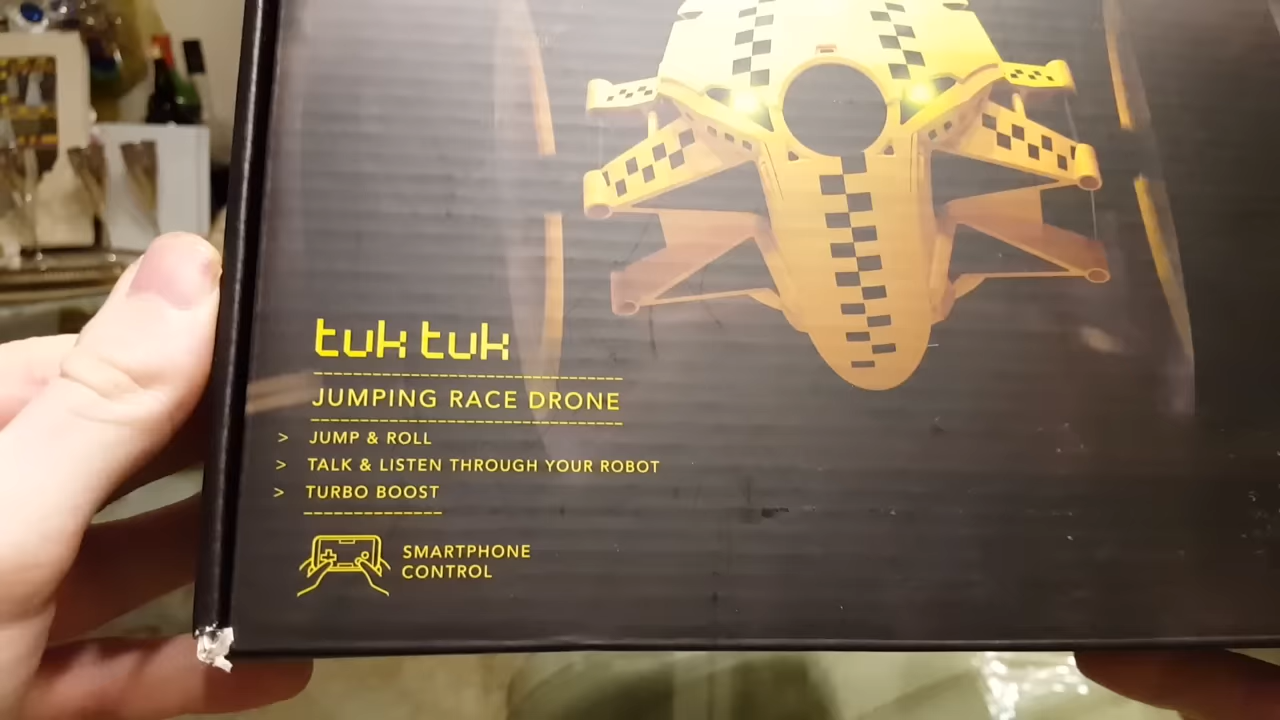 tuk tuk
JUMPING RACE DRONE
> JUMP & ROLL
> TALK & LISTEN THROUGH YOUR ROBOT
> TURBO BOOST
SMARTPHONE
CONTROL